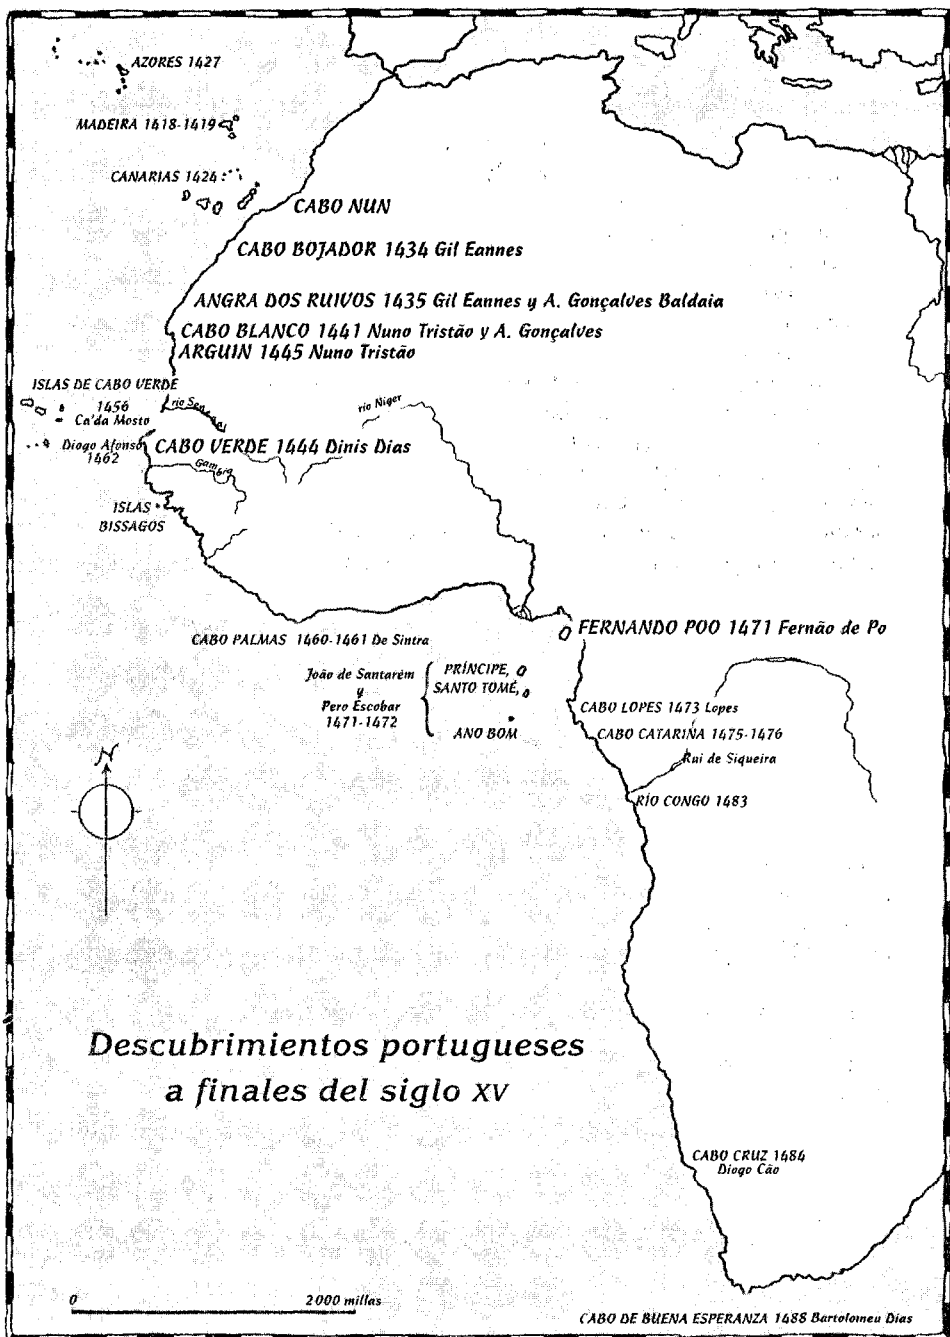 AZORES 1427
MADEIRA 1418-1419
CANARIAS 1424
CABO NUN
CABO BOJADOR 1434 Gil Eannes
ANGRA DOS RUIVOS 1435 Gil Eannes y A. Gonçalves Baldaia
CABO BLANCO 1441 Nuno Tristão y A. Gonçalves
ARGUIN 1445 Nuno Tristão
ISLAS DE CABO VERDE
1456
Ca'da Mosto
Diogo Afonso
1462
río Senegal
río Niger
CABO VERDE 1444 Dinis Dias
Gambia
ISLAS
BISSAGOS
CABO PALMAS 1460-1461 De Sintra
FERNANDO POO 1471 Fernão de Po
João de Santarém
y
Pero Escobar
1471-1472
PRÍNCIPE,
SANTO TOMÉ,
ANO BOM
CABO LOPES 1473 Lopes
CABO CATARINA 1475-1476
Rui de Siqueira
RÍO CONGO 1483
N
Descubrimientos portugueses
a finales del siglo XV
CABO CRUZ 1484
Diogo Cão
0 2000 millas
CABO DE BUENA ESPERANZA 1488 Bartolomeu Dias